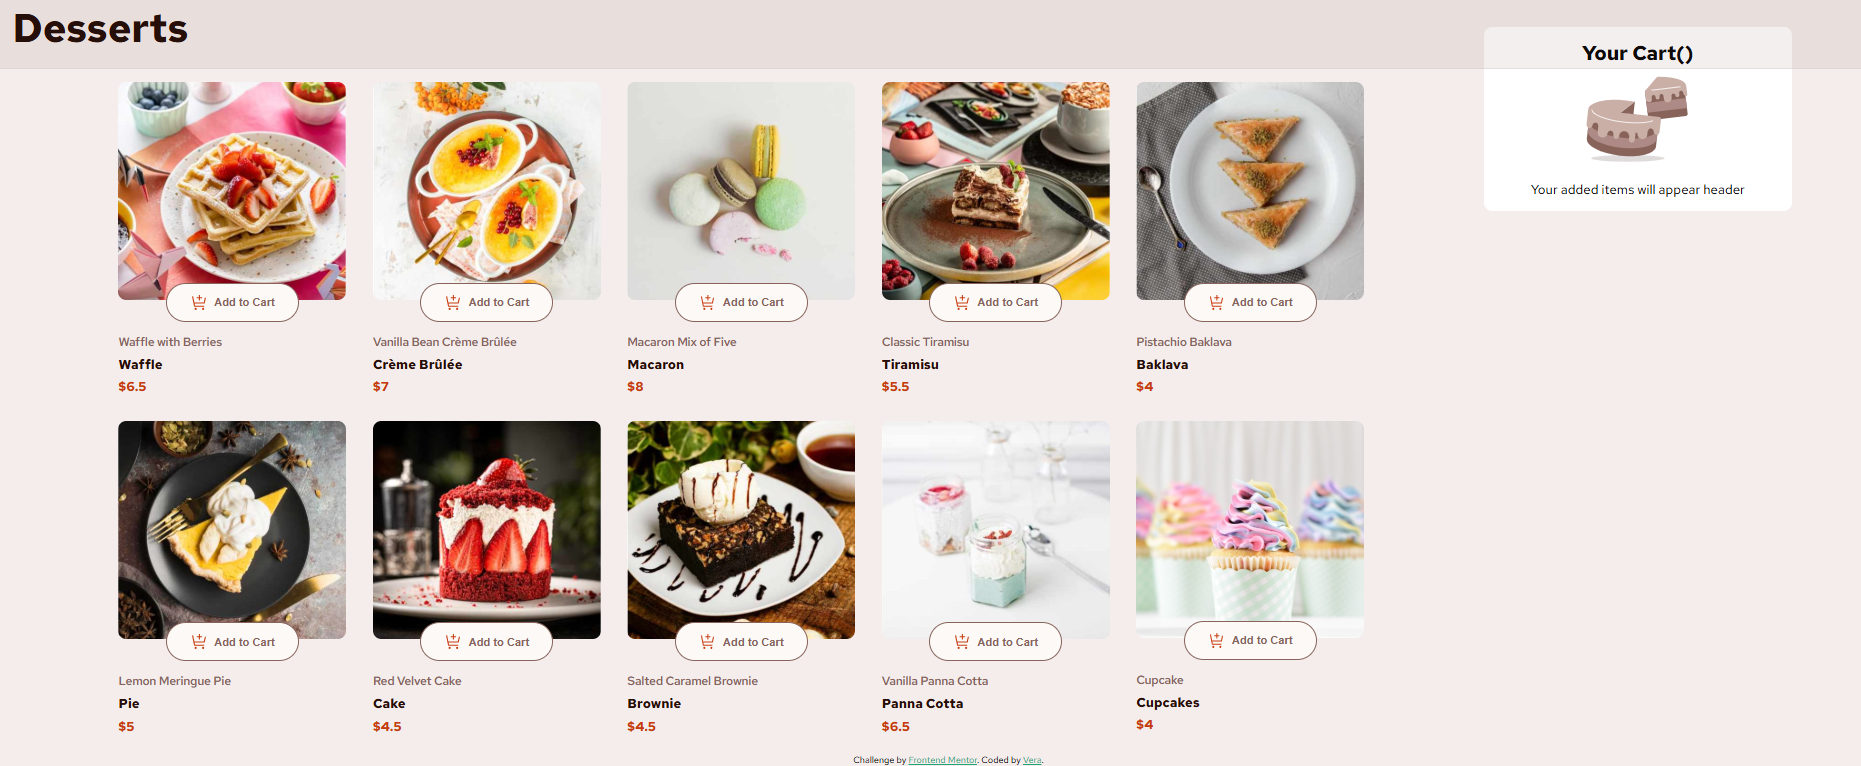 Desserts
Your Cart()
Your added items will appear header
Add to Cart
Add to Cart
Add to Cart
Add to Cart
Add to Cart
Waffle with Berries
Waffle
$6.5
Vanilla Bean Crème Brûlée
Crème Brûlée
$7
Macaron Mix of Five
Macaron
$8
Classic Tiramisu
Tiramisu
$5.5
Pistachio Baklava
Baklava
$4
Add to Cart
Add to Cart
Add to Cart
Add to Cart
Add to Cart
Lemon Meringue Pie
Pie
$5
Red Velvet Cake
Cake
$4.5
Salted Caramel Brownie
Brownie
$4.5
Vanilla Panna Cotta
Panna Cotta
$6.5
Cupcake
Cupcakes
$4
Challenge by Frontend Mentor. Coded by Vera.